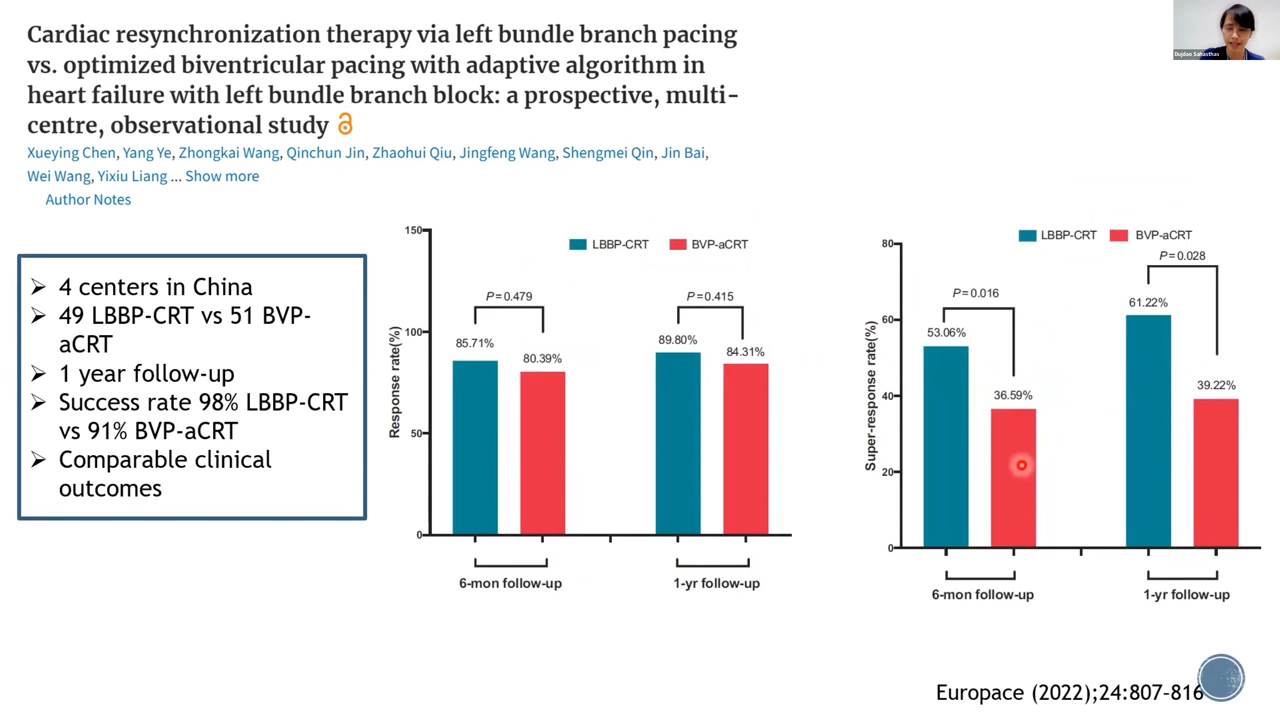 Cardiac resynchronization therapy via left bundle branch pacing
vs. optimized biventricular pacing with adaptive algorithm in
heart failure with left bundle branch block: a prospective, multi-
centre, observational study
Xueying Chen, Yang Ye, Zhongkai Wang, Qinchun Jin, Zhaohui Qiu, Jingfeng Wang, Shengmei Qin, Jin Bai,
Wei Wang, Yixiu Liang ... Show more
Author Notes
Dujdao Sahasthas
➢ 4 centers in China
➢ 49 LBBP-CRT vs 51 BVP-
aCRT
➢ 1 year follow-up
➢ Success rate 98% LBBP-CRT
vs 91% BVP-aCRT
➢ Comparable clinical
outcomes
LBBP-CRT BVP-aCRT
Response rate(%)
150
100
50
0
P=0.479
85.71%
80.39%
P=0.415
89.80%
84.31%
6-mon follow-up
1-yr follow-up
LBBP-CRT BVP-aCRT
Super-response rate(%)
80
60
40
20
0
P=0.016
53.06%
36.59%
P=0.028
61.22%
39.22%
6-mon follow-up
1-yr follow-up
Europace (2022);24:807-816